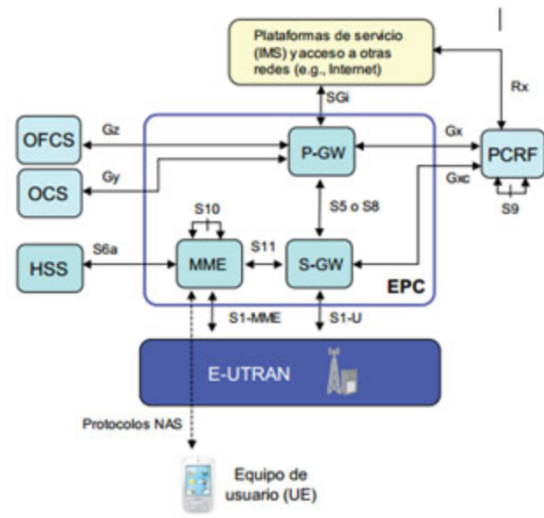 Plataformas de servicio
(IMS) y acceso a otras
redes (e.g., Internet)
SGi
Rx
OFCS
Gz
P-GW
Gx
PCRF
Gy
Gxc
OCS
S9
S10
S5 o S8
HSS
S6a
MME
S11
S-GW
EPC
S1-MME
S1-U
E-UTRAN
Protocolos NAS
Equipo de
usuario (UE)